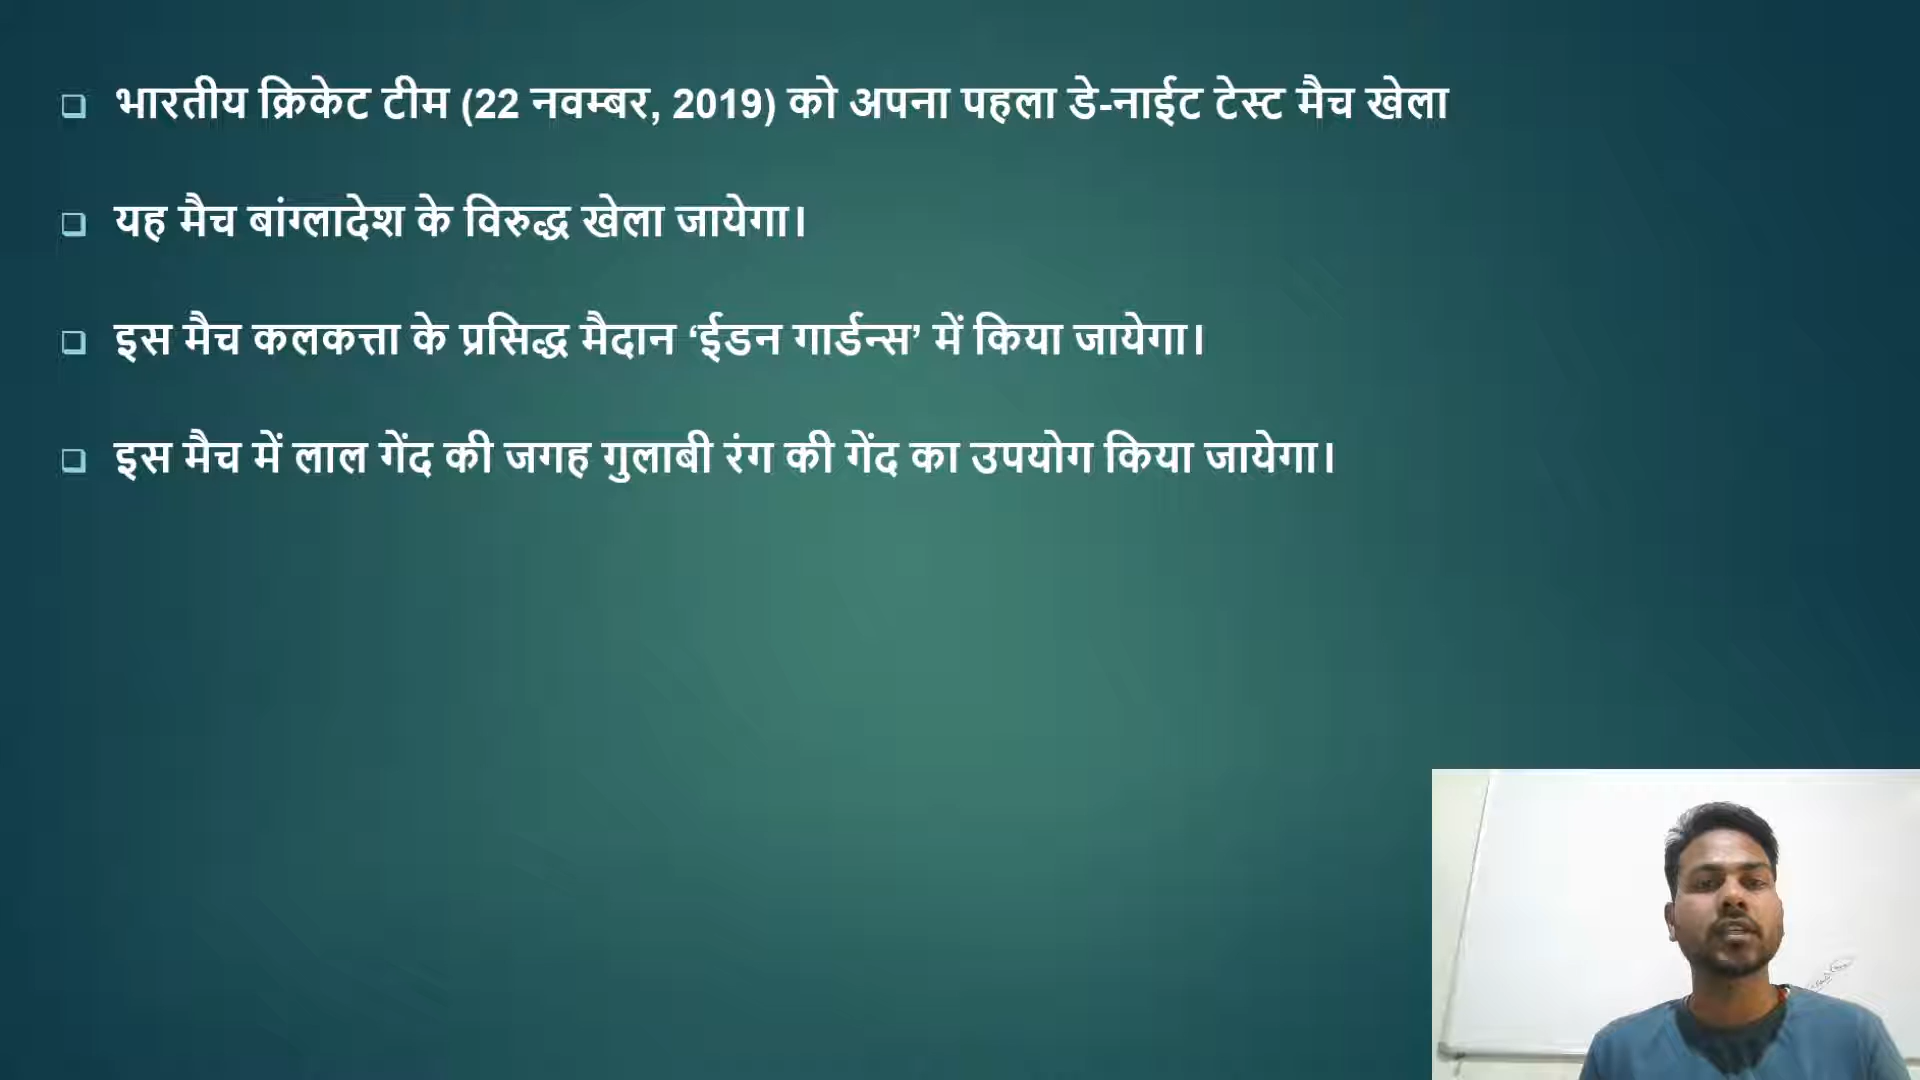 भारतीय क्रिकेट टीम (22 नवम्बर, 2019) को अपना पहला डे-नाईट टेस्ट मैच खेला
यह मैच बांग्लादेश के विरुद्ध खेला जायेगा।
इस मैच कलकत्ता के प्रसिद्ध मैदान ‘ईडन गार्डन्स’ में किया जायेगा।
इस मैच में लाल गेंद की जगह गुलाबी रंग की गेंद का उपयोग किया जायेगा।